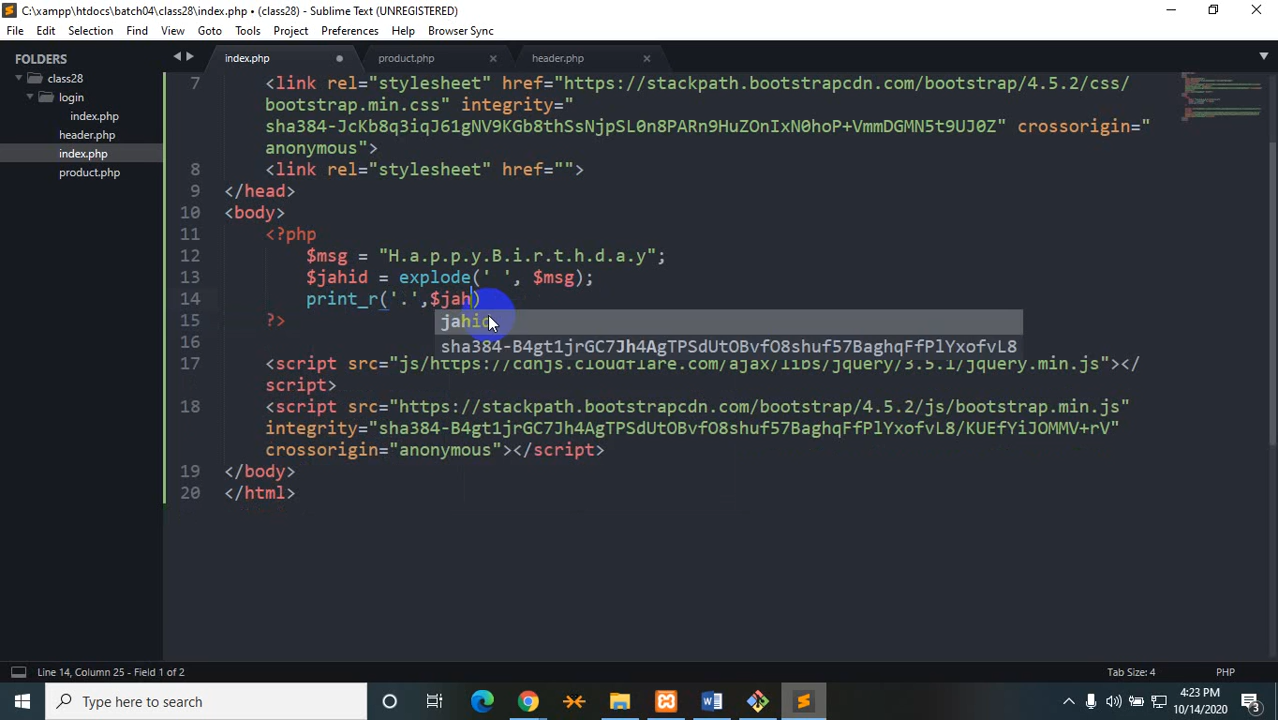 C:\xampp\htdocs\batch04\class28\index.php • (class28) - Sublime Text (UNREGISTERED)
File Edit Selection Find View Goto Tools Project Preferences Help Browser Sync
FOLDERS
class28
login
index.php
header.php
index.php
product.php
index.php product.php header.php
7 <link rel="stylesheet" href="https://stackpath.bootstrapcdn.com/bootstrap/4.5.2/css/
bootstrap.min.css" integrity="
sha384-JcKb8q3iqJ61gNV9KGb8thSsNjpSL0n8PARn9HuZOnIxN0hoP+VmmDGMN5t9UJ0Z" crossorigin="
anonymous">
8 <link rel="stylesheet" href="">
9 </head>
10 <body>
11 <?php
12 $msg = "H.a.p.p.y.B.i.r.t.h.d.a.y";
13 $jahid = explode(' ', $msg);
14 print_r('.',$jah)
15 ?>
jahid
sha384-B4gt1jrGC7Jh4AgTPSdUtOBvfO8shuf57BaghqFfPlYxofvL8
16
17 <script src="js/https://cdnjs.cloudflare.com/ajax/libs/jquery/3.5.1/jquery.min.js"></
script>
18 <script src="https://stackpath.bootstrapcdn.com/bootstrap/4.5.2/js/bootstrap.min.js"
integrity="sha384-B4gt1jrGC7Jh4AgTPSdUtOBvfO8shuf57BaghqFfPlYxofvL8/KUEfYiJOMMV+rV"
crossorigin="anonymous"></script>
19 </body>
20 </html>
Line 14, Column 25 - Field 1 of 2 Tab Size: 4 PHP
Type here to search
4:23 PM
10/14/2020
3